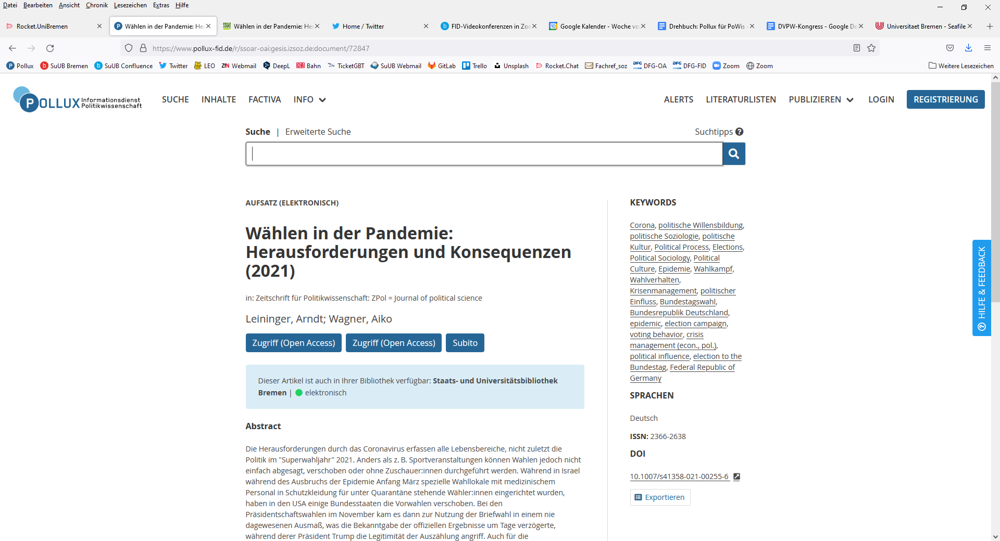 Datei Bearbeiten Ansicht Chronik Lesezeichen Extras Hilfe
Rocket.UniBremen
Wählen in der Pandemie: He
Wählen in der Pandemie: He
Home / Twitter
FID-Videokonferenzen in Zoo
Google Kalender - Woche vo
Drehbuch: Pollux für PoWis -
DVPW-Kongress - Google Do
Universitaet Bremen - Seafile
https://www.pollux-fid.de/r/ssoar-oai:gesis.izsoz.de:document/72847
Pollux SuUB Bremen SuUB Confluence Twitter LEO ZfN Webmail DeepL DB Bahn TicketGBT SuUB Webmail GitLab Trello Unsplash Rocket.Chat Fachref_soz DFG DFG-OA DFG DFG-FID Zoom Zoom Weitere Lesezeichen
POLLUX Informationsdienst
Politikwissenschaft
SUCHE INHALTE FACTIVA INFO ALERTS LITERATURLISTEN PUBLIZIEREN LOGIN REGISTRIERUNG
Suche | Erweiterte Suche Suchtipps
AUFSATZ (ELEKTRONISCH)
Wählen in der Pandemie:
Herausforderungen und Konsequenzen
(2021)
in: Zeitschrift für Politikwissenschaft: ZPol = Journal of political science
Leininger, Arndt; Wagner, Aiko
Zugriff (Open Access) Zugriff (Open Access) Subito
Dieser Artikel ist auch in Ihrer Bibliothek verfügbar: Staats- und Universitätsbibliothek
Bremen | elektronisch
Abstract
Die Herausforderungen durch das Coronavirus erfassen alle Lebensbereiche, nicht zuletzt die
Politik im "Superwahljahr" 2021. Anders als z. B. Sportveranstaltungen können Wahlen jedoch nicht
einfach abgesagt, verschoben oder ohne Zuschauer:innen durchgeführt werden. Während in Israel
während des Ausbruchs der Epidemie Anfang März spezielle Wahllokale mit medizinischem
Personal in Schutzkleidung für unter Quarantäne stehende Wähler:innen eingerichtet wurden,
haben in den USA einige Bundesstaaten die Vorwahlen verschoben. Bei den
Präsidentschaftswahlen im November kam es dann zur Nutzung der Briefwahl in einem nie
dagewesenen Ausmaß, was die Bekanntgabe der offiziellen Ergebnisse um Tage verzögerte,
während derer Präsident Trump die Legitimität der Auszählung angriff. Auch für die
KEYWORDS
Corona, politische Willensbildung,
politische Soziologie, politische
Kultur, Political Process, Elections,
Political Sociology, Political
Culture, Epidemie, Wahlkampf,
Wahlverhalten,
Krisenmanagement, politischer
Einfluss, Bundestagswahl,
Bundesrepublik Deutschland,
epidemic, election campaign,
voting behavior, crisis
management (econ., pol.),
political influence, election to the
Bundestag, Federal Republic of
Germany
SPRACHEN
Deutsch
ISSN: 2366-2638
DOI
10.1007/s41358-021-00255-6
Exportieren
HILFE & FEEDBACK